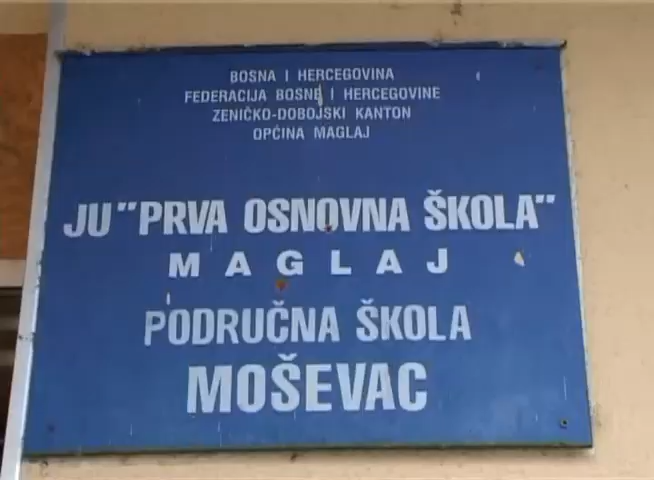 BOSNA I HERCEGOVINA
FEDERACIJA BOSNE I HERCEGOVINE
ZENIČKO-DOBOJSKI KANTON
OPĆINA MAGLAJ
JU "PRVA OSNOVNA ŠKOLA"
MAGLAJ
PODRUČNA ŠKOLA
MOŠEVAC